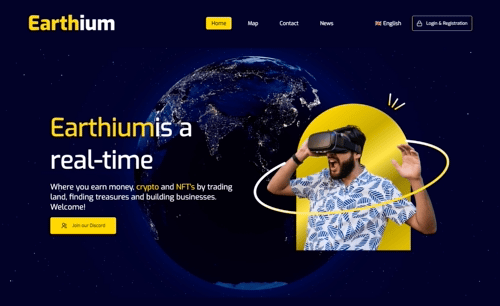 Earthium
Home
Map
Contact
News
English
Login & Registration
Earthiumis a
real-time
Where you earn money, crypto and NFT's by trading
land, finding treasures and building businesses.
Welcome!
Join our Discord